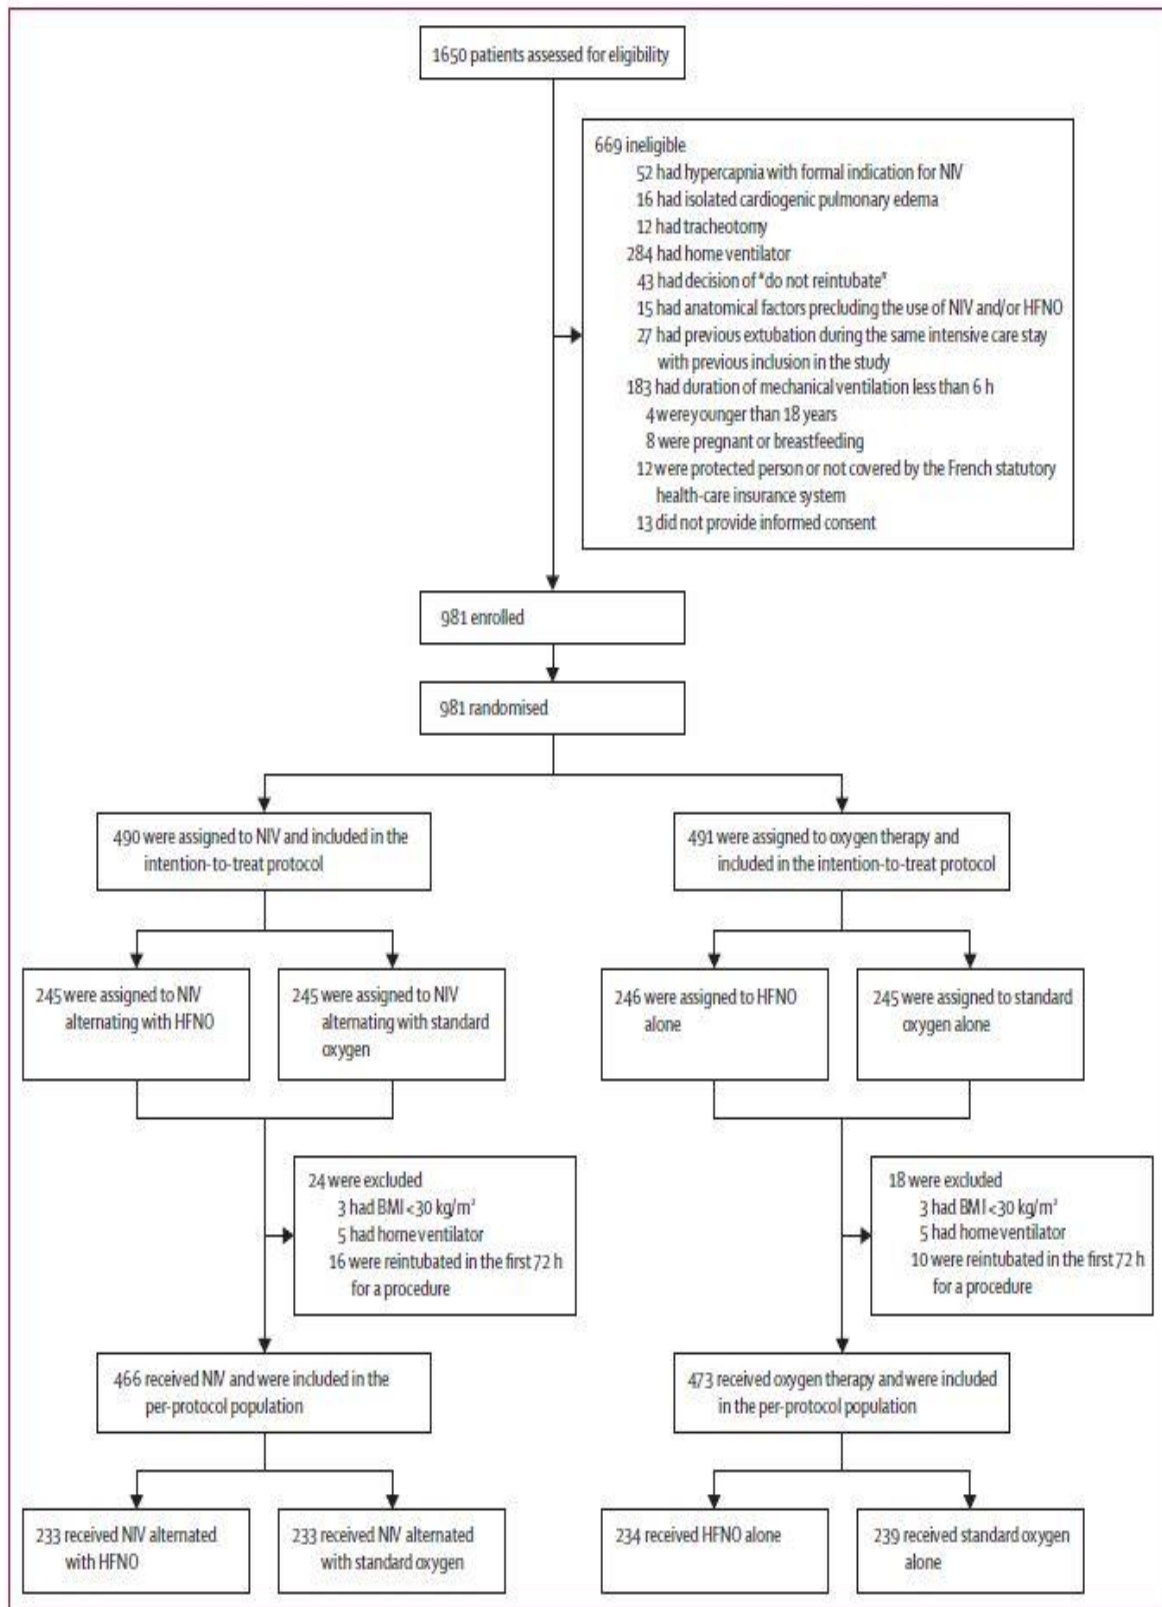 1650 patients assessed for eligibility
669 ineligible
52 had hypercapnia with formal indication for NIV
16 had isolated cardiogenic pulmonary edema
12 had tracheotomy
284 had home ventilator
43 had decision of "do not reintubate"
15 had anatomical factors precluding the use of NIV and/or HFNO
27 had previous extubation during the same intensive care stay
with previous inclusion in the study
183 had duration of mechanical ventilation less than 6 h
4 were younger than 18 years
8 were pregnant or breastfeeding
12 were protected person or not covered by the French statutory
health-care insurance system
13 did not provide informed consent
981 enrolled
981 randomised
490 were assigned to NIV and included in the
intention-to-treat protocol
491 were assigned to oxygen therapy and
included in the intention-to-treat protocol
245 were assigned to NIV
alternating with HFNO
245 were assigned to NIV
alternating with standard
oxygen
246 were assigned to HFNO
alone
245 were assigned to standard
oxygen alone
24 were excluded
3 had BMI <30 kg/m²
5 had home ventilator
16 were reintubated in the first 72 h
for a procedure
18 were excluded
3 had BMI <30 kg/m²
5 had home ventilator
10 were reintubated in the first 72 h
for a procedure
466 received NIV and were included in the
per-protocol population
473 received oxygen therapy and were included
in the per-protocol population
233 received NIV alternated
with HFNO
233 received NIV alternated
with standard oxygen
234 received HFNO alone
239 received standard oxygen
alone